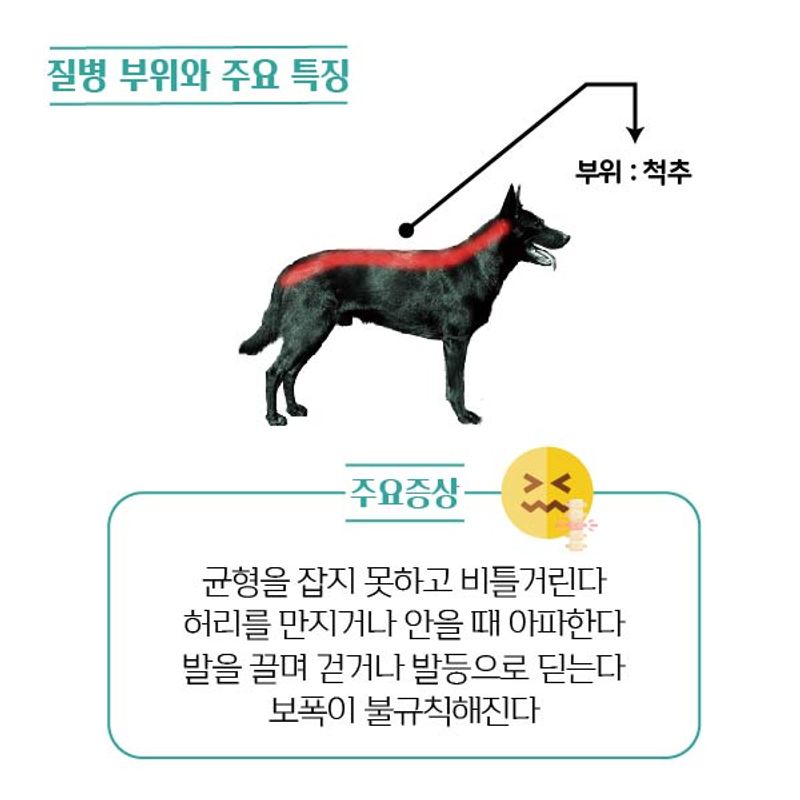 질병 부위와 주요 특징
부위 : 척추
주요증상
균형을 잡지 못하고 비틀거린다
허리를 만지거나 안을 때 아파한다
발을 끌며 걷거나 발등으로 딛는다
보폭이 불규칙해진다